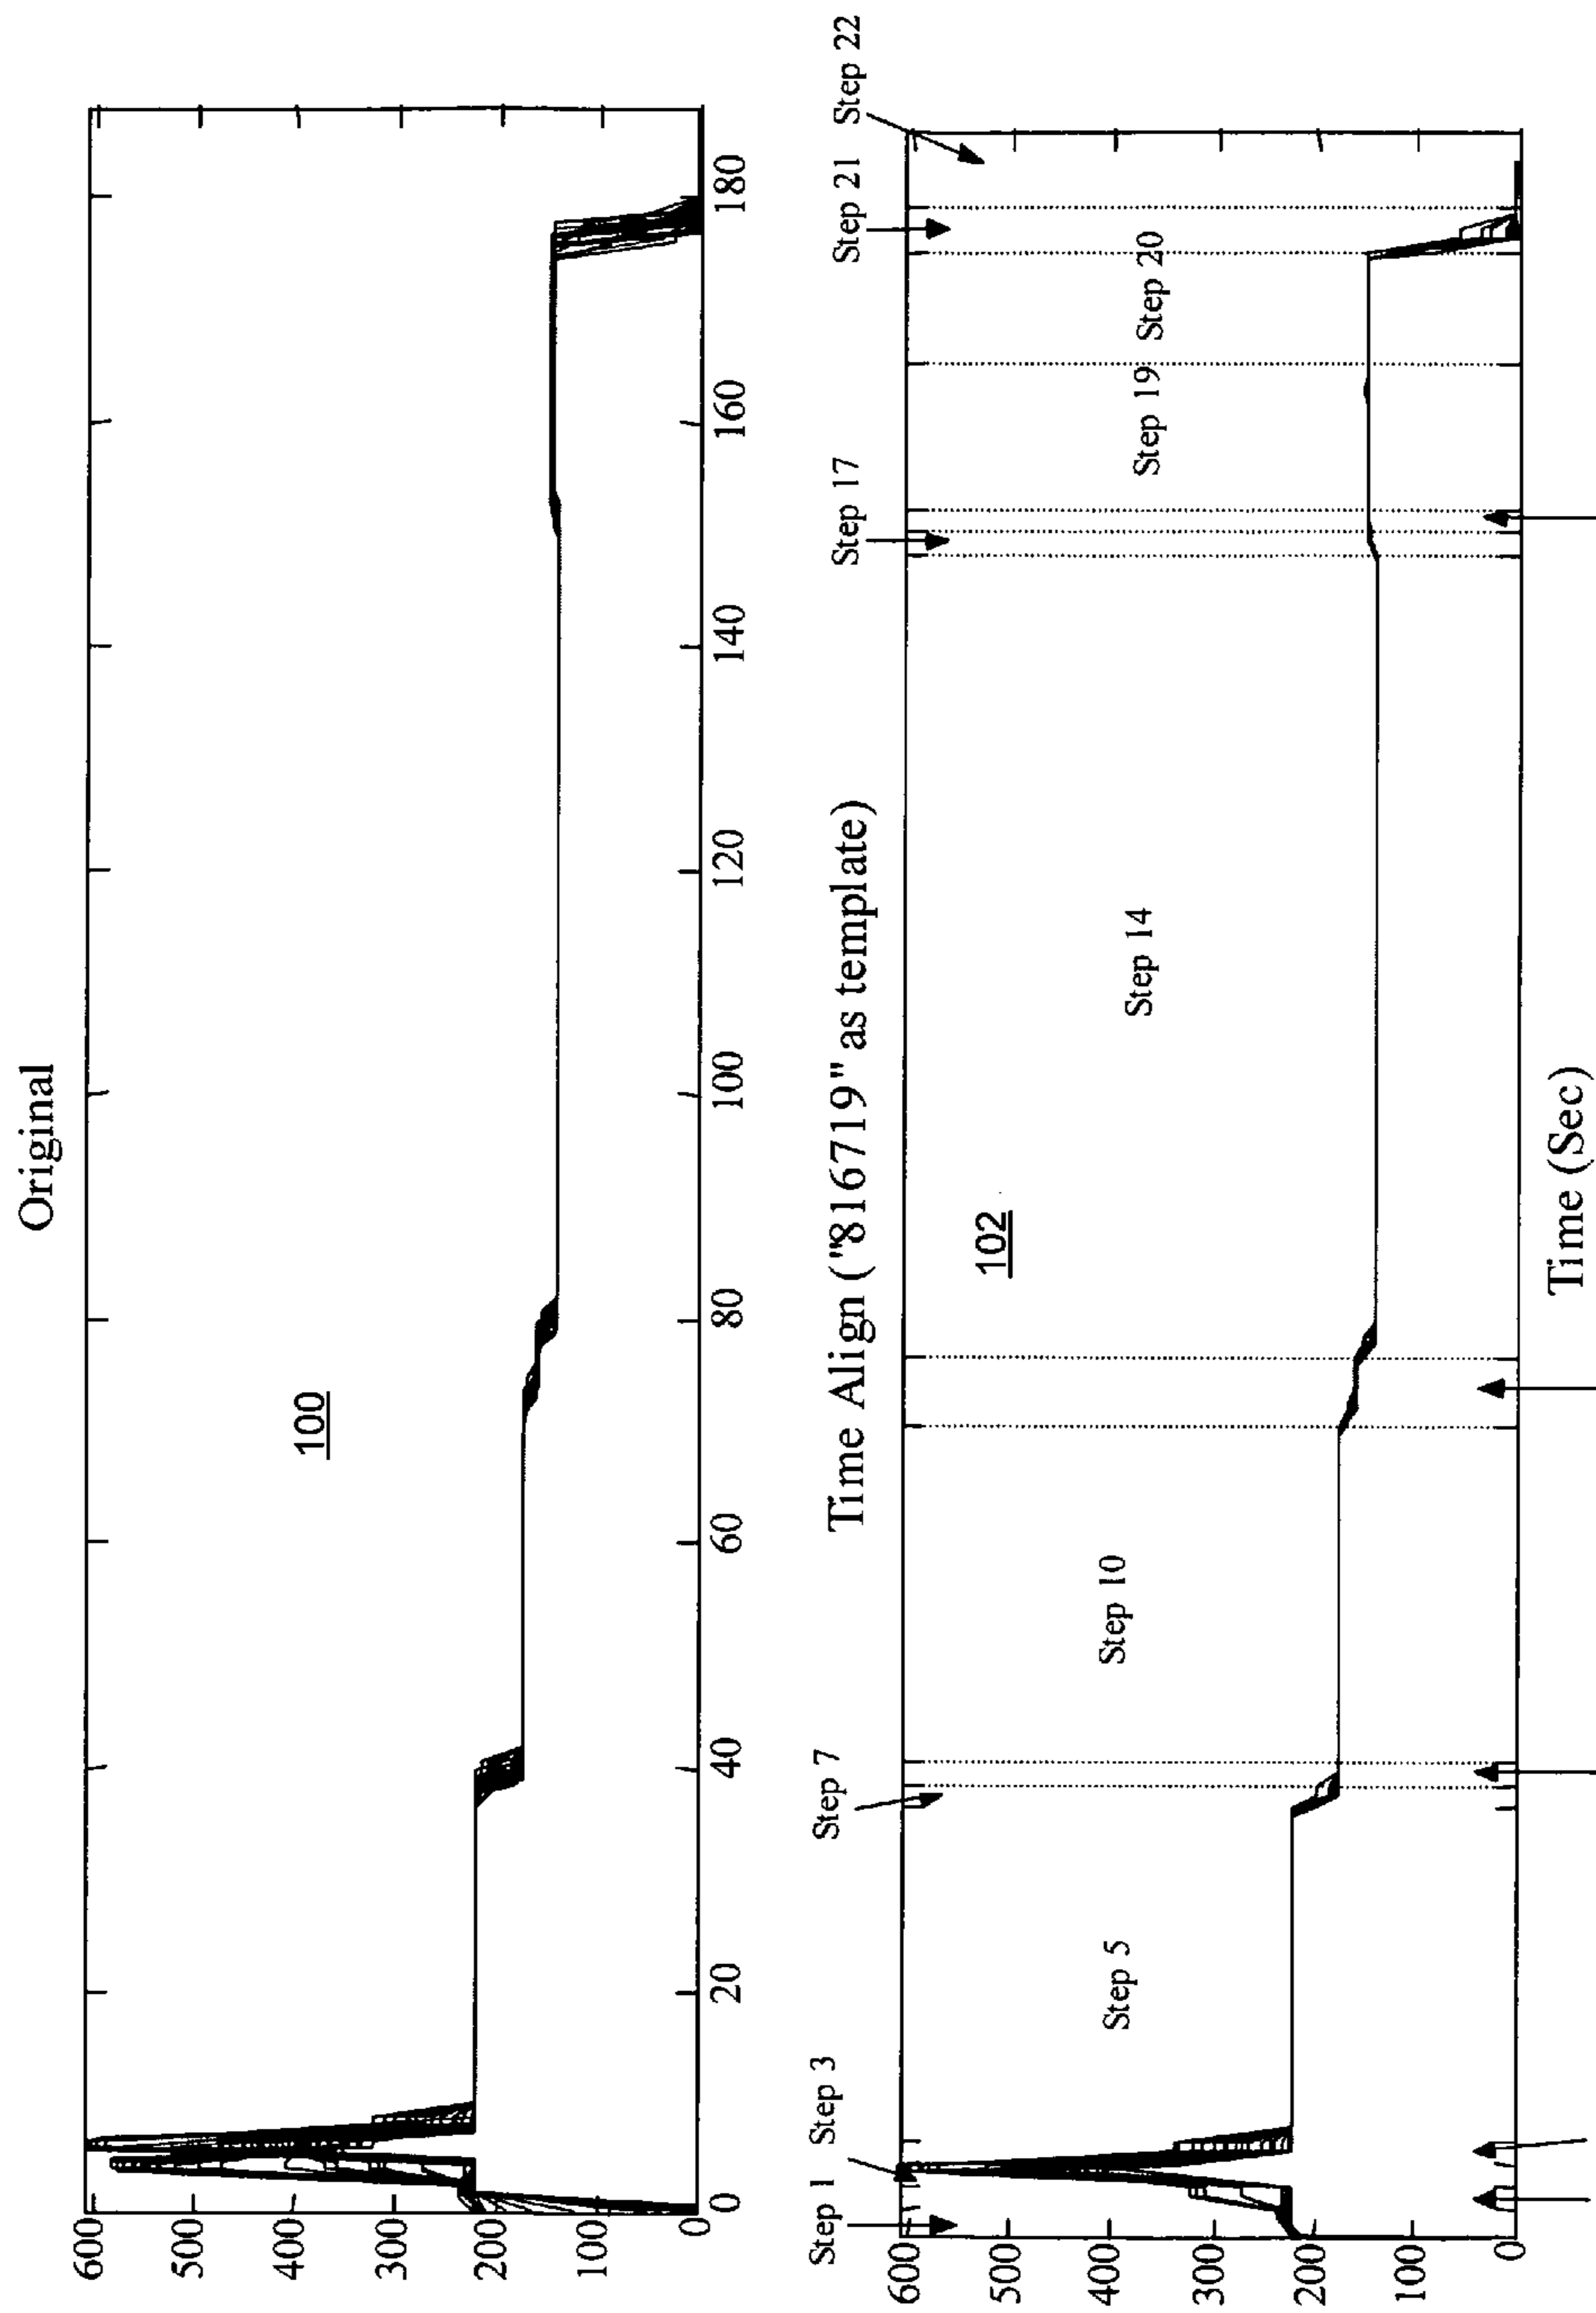 Original
600
500
400
300
200
100
0
100
0
20
40
60
80
100
120
140
160
180
Time Align ("816719" as template)
Step 1
Step 3
Step 7
Step 17
Step 21
Step 22
600
500
400
300
200
100
0
102
Step 5
Step 10
Step 14
Step 19
Step 20
Time (Sec)